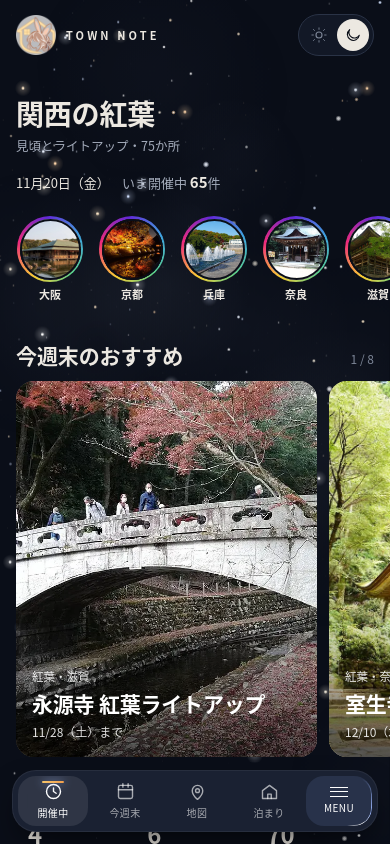 TOWN NOTE
関西の紅葉
見頃とライトアップ・75か所
11月20日（金） いま開催中 65件
大阪 京都 兵庫 奈良 滋賀
今週末のおすすめ
1 / 8
紅葉・滋賀
永源寺 紅葉ライトアップ
11/28（土）まで
紅葉・奈
室生寺
12/10（
開催中 今週末 地図 泊まり MENU
4 6 70